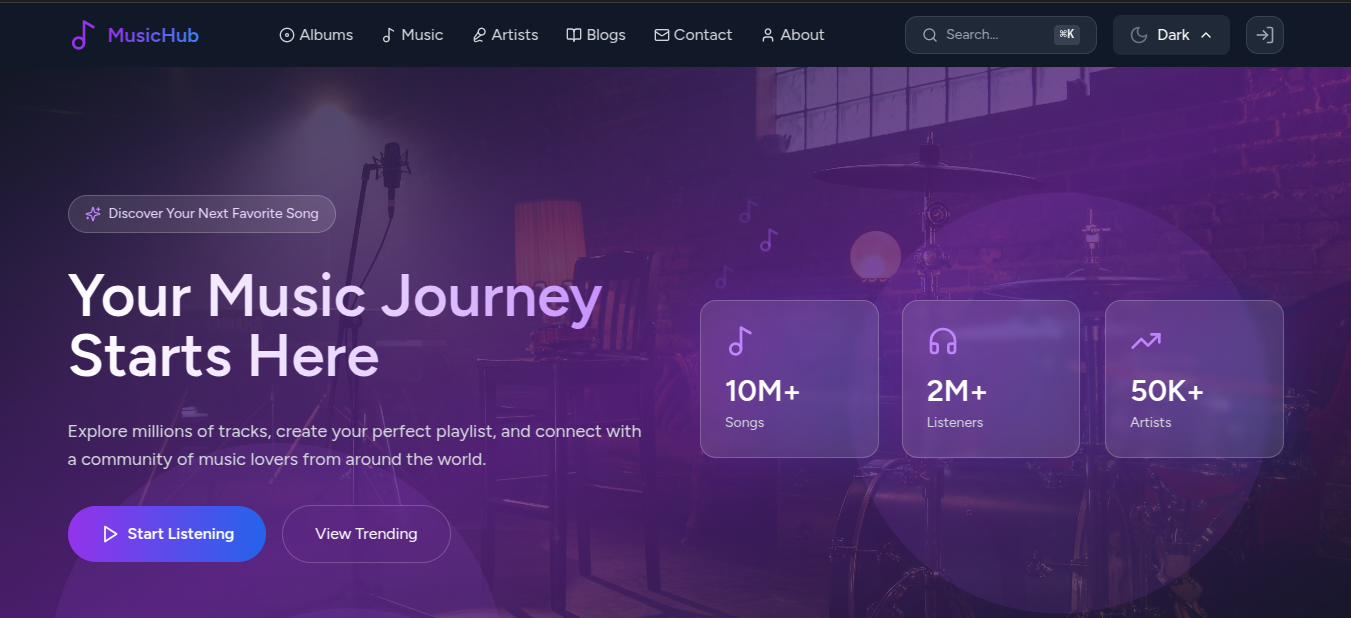 MusicHub
Albums
Music
Artists
Blogs
Contact
About
Search...
⌘K
Dark
Discover Your Next Favorite Song
Your Music Journey
Starts Here
Explore millions of tracks, create your perfect playlist, and connect with
a community of music lovers from around the world.
Start Listening
View Trending
10M+
Songs
2M+
Listeners
50K+
Artists